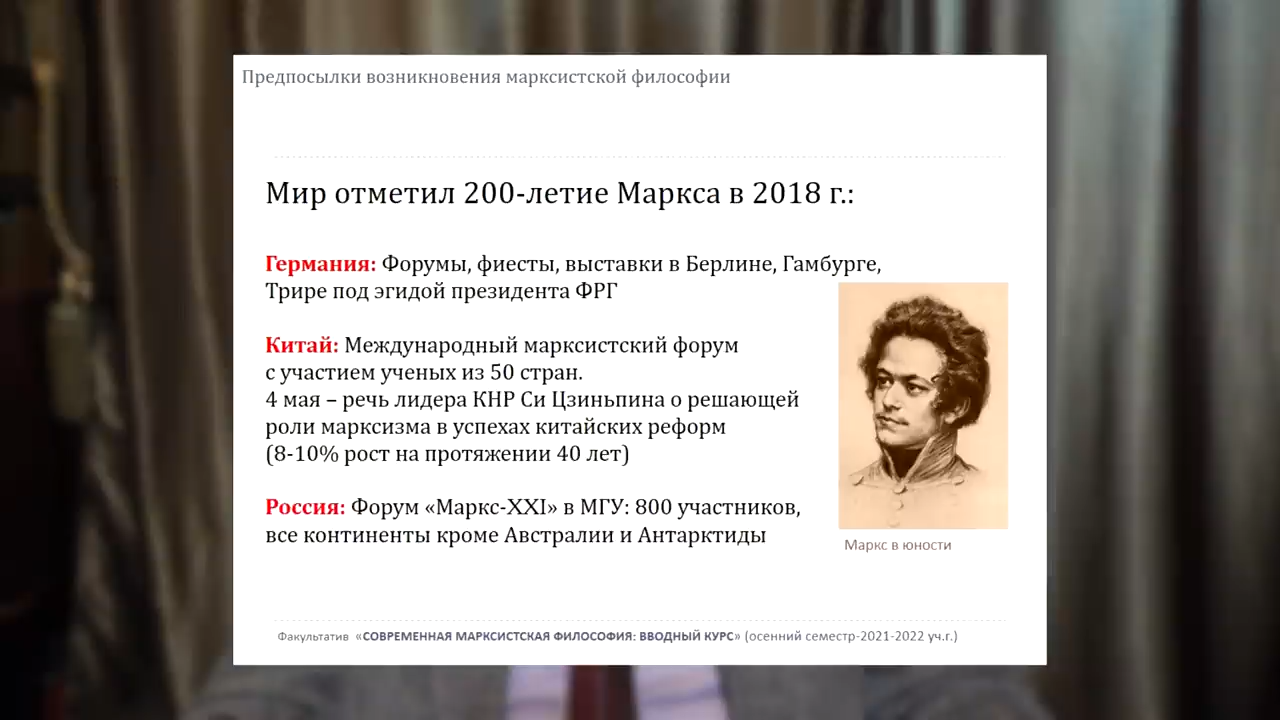 Предпосылки возникновения марксистской философии
Мир отметил 200-летие Маркса в 2018 г.:
Германия: Форумы, фиесты, выставки в Берлине, Гамбурге,
Трире под эгидой президента ФРГ
Китай: Международный марксистский форум
с участием ученых из 50 стран.
4 мая – речь лидера КНР Си Цзиньпина о решающей
роли марксизма в успехах китайских реформ
(8-10% рост на протяжении 40 лет)
Россия: Форум «Маркс-XXI» в МГУ: 800 участников,
все континенты кроме Австралии и Антарктиды
Маркс в юности
Факультатив «СОВРЕМЕННАЯ МАРКСИСТСКАЯ ФИЛОСОФИЯ: ВВОДНЫЙ КУРС» (осенний семестр-2021-2022 уч.г.)